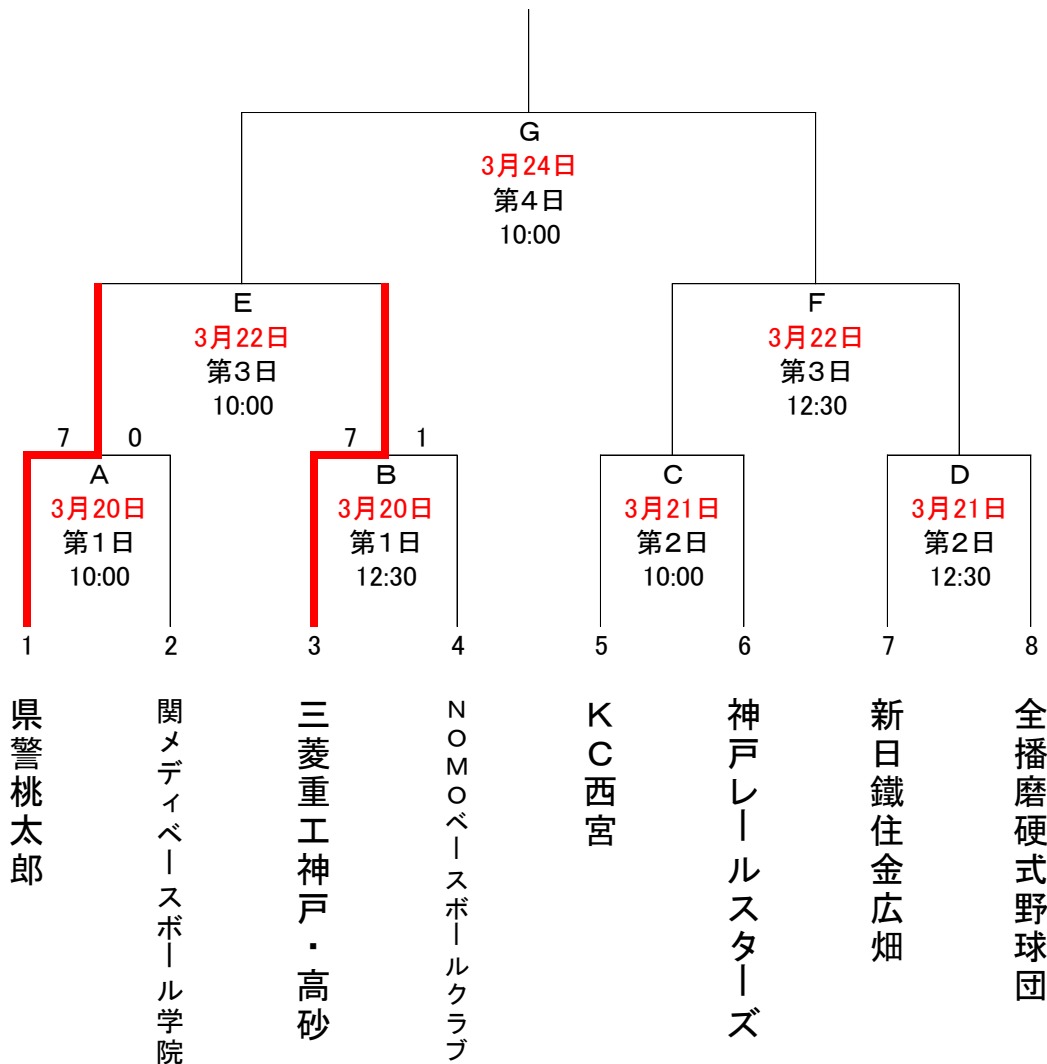 G
3月24日
第4日
10:00
E
3月22日
第3日
10:00
F
3月22日
第3日
12:30
7 0
7 1
A
3月20日
第1日
10:00
B
3月20日
第1日
12:30
C
3月21日
第2日
10:00
D
3月21日
第2日
12:30
1
2
3
4
5
6
7
8
県警桃太郎
関メディベースボール学院
三菱重工神戸・高砂
NOMOベースボールクラブ
KC西宮
神戸レールスターズ
新日鐵住金広畑
全播磨硬式野球団